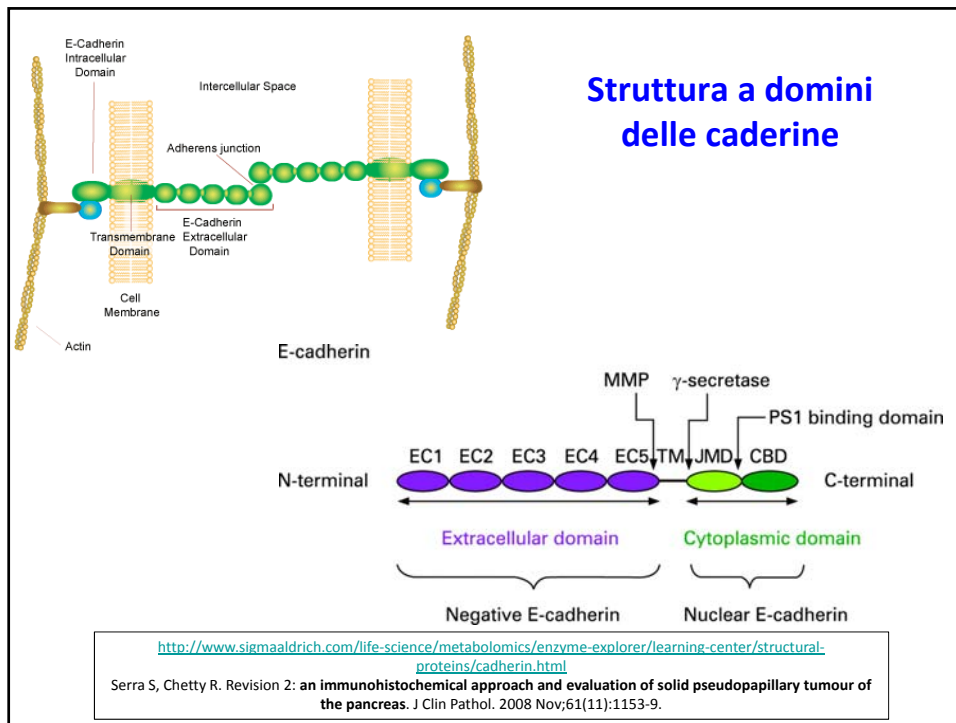 Struttura a domini
delle caderine
E-Cadherin
Intracellular
Domain
Intercellular Space
Adherens junction
E-Cadherin
Extracellular
Domain
Transmembrane
Domain
Cell
Membrane
Actin
E-cadherin
MMP γ-secretase
PS1 binding domain
EC1 EC2 EC3 EC4 EC5 TM JMD CBD
N-terminal C-terminal
Extracellular domain Cytoplasmic domain
Negative E-cadherin Nuclear E-cadherin
http://www.sigmaaldrich.com/life-science/metabolomics/enzyme-explorer/learning-center/structural-
proteins/cadherin.html
Serra S, Chetty R. Revision 2: an immunohistochemical approach and evaluation of solid pseudopapillary tumour of
the pancreas. J Clin Pathol. 2008 Nov;61(11):1153-9.